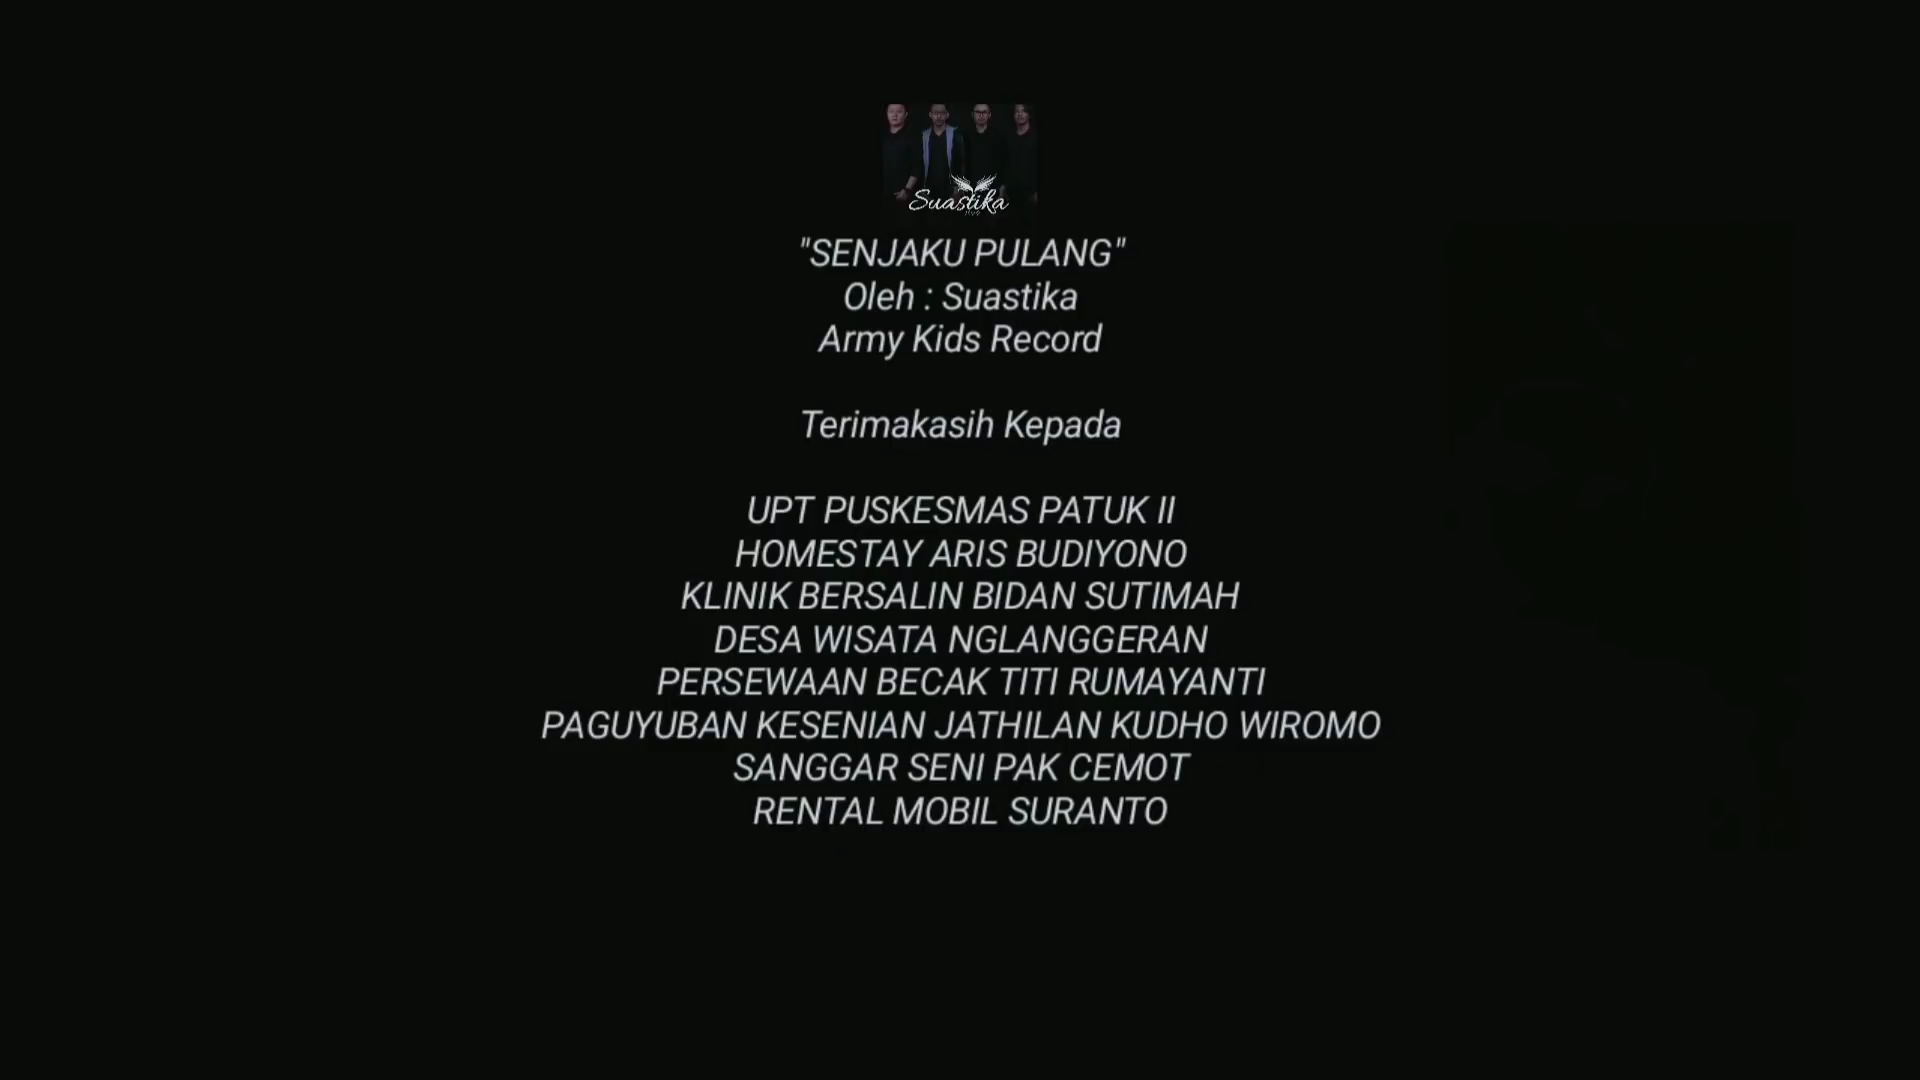 Suastika
"SENJAKU PULANG"
Oleh : Suastika
Army Kids Record
Terimakasih Kepada
UPT PUSKESMAS PATUK II
HOMESTAY ARIS BUDIYONO
KLINIK BERSALIN BIDAN SUTIMAH
DESA WISATA NGLANGGERAN
PERSEWAAN BECAK TITI RUMAYANTI
PAGUYUBAN KESENIAN JATHILAN KUDHO WIROMO
SANGGAR SENI PAK CEMOT
RENTAL MOBIL SURANTO